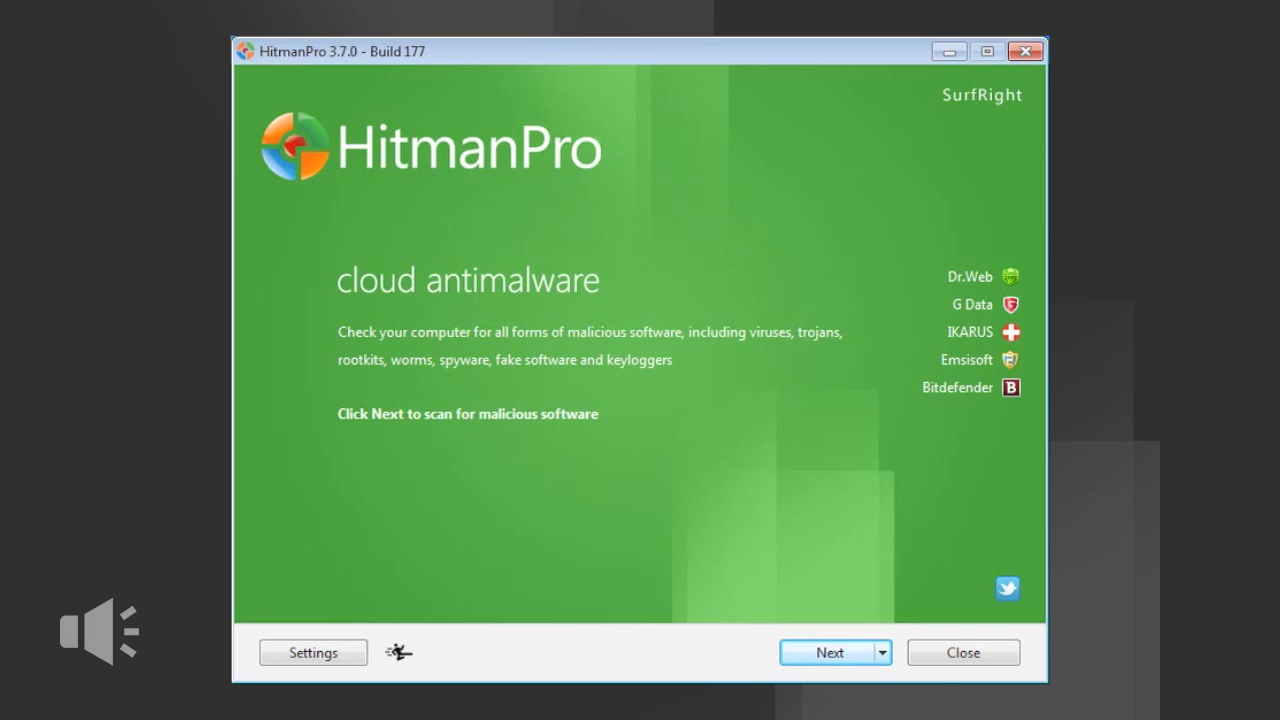 HitmanPro 3.7.0 - Build 177
SurfRight
HitmanPro
cloud antimalware
Check your computer for all forms of malicious software, including viruses, trojans,
rootkits, worms, spyware, fake software and keyloggers
Click Next to scan for malicious software
Dr.Web
G Data
IKARUS
Emsisoft
Bitdefender B
Settings
Next
Close